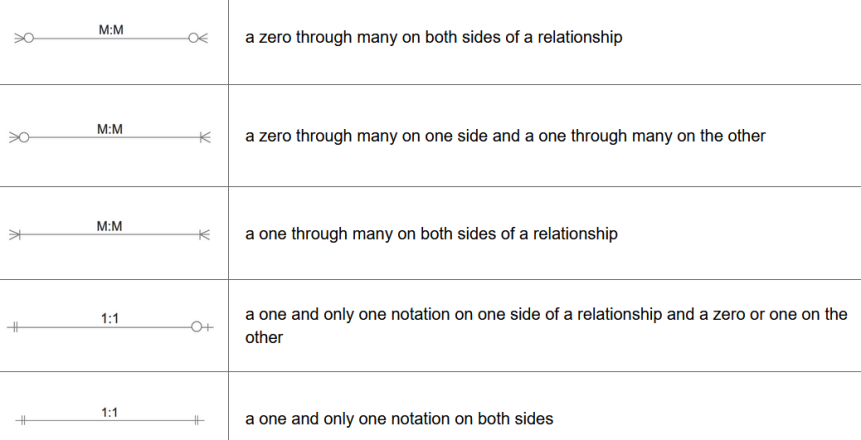 M:M
a zero through many on both sides of a relationship
M:M
a zero through many on one side and a one through many on the other
M:M
a one through many on both sides of a relationship
1:1
a one and only one notation on one side of a relationship and a zero or one on the
other
1:1
a one and only one notation on both sides